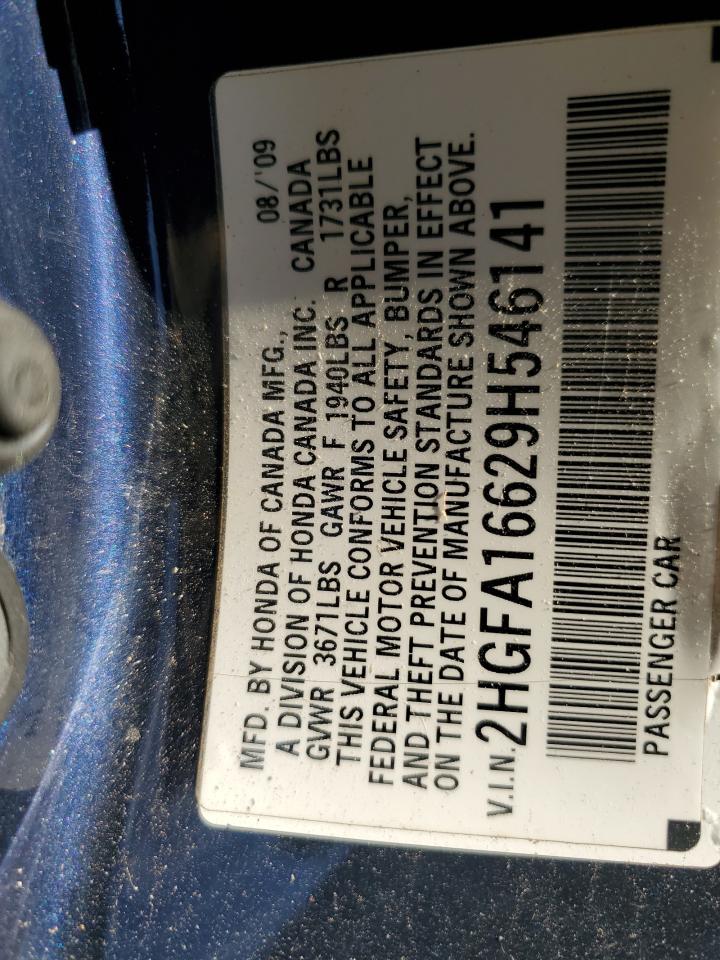 MFD. BY HONDA OF CANADA MFG., 08/'09
A DIVISION OF HONDA CANADA INC. CANADA
GVWR 3671LBS GAWR F 1940LBS R 1731LBS
THIS VEHICLE CONFORMS TO ALL APPLICABLE
FEDERAL MOTOR VEHICLE SAFETY, BUMPER,
AND THEFT PREVENTION STANDARDS IN EFFECT
ON THE DATE OF MANUFACTURE SHOWN ABOVE.
V.I.N. 2HGFA16629H546141
PASSENGER CAR